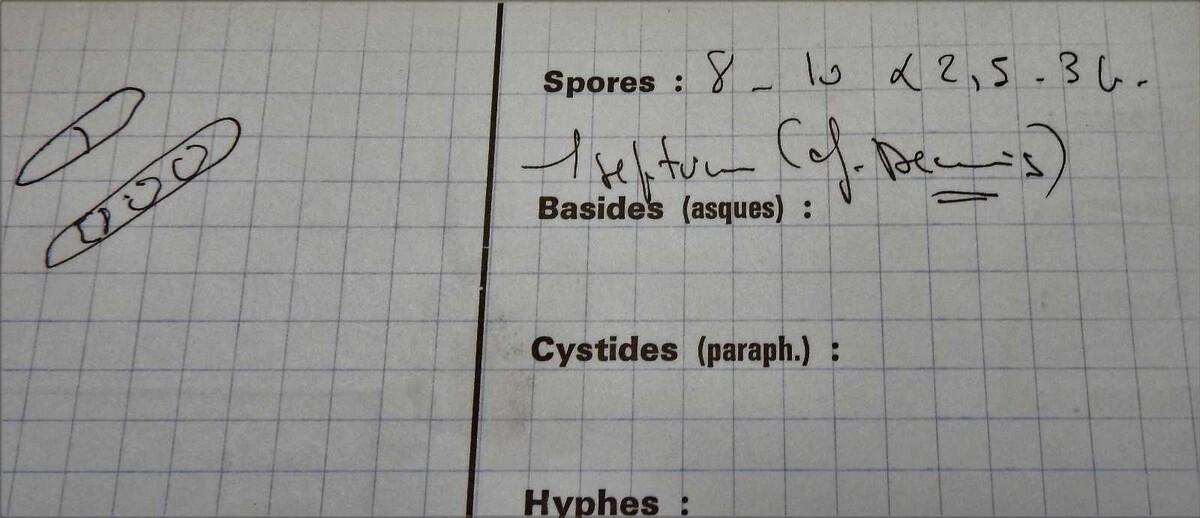 Spores : 8 - 10 x 2,5 - 3 µ.
1 septum (cf. Dennis)
Basides (asques) :
Cystides (paraph.) :
Hyphes :